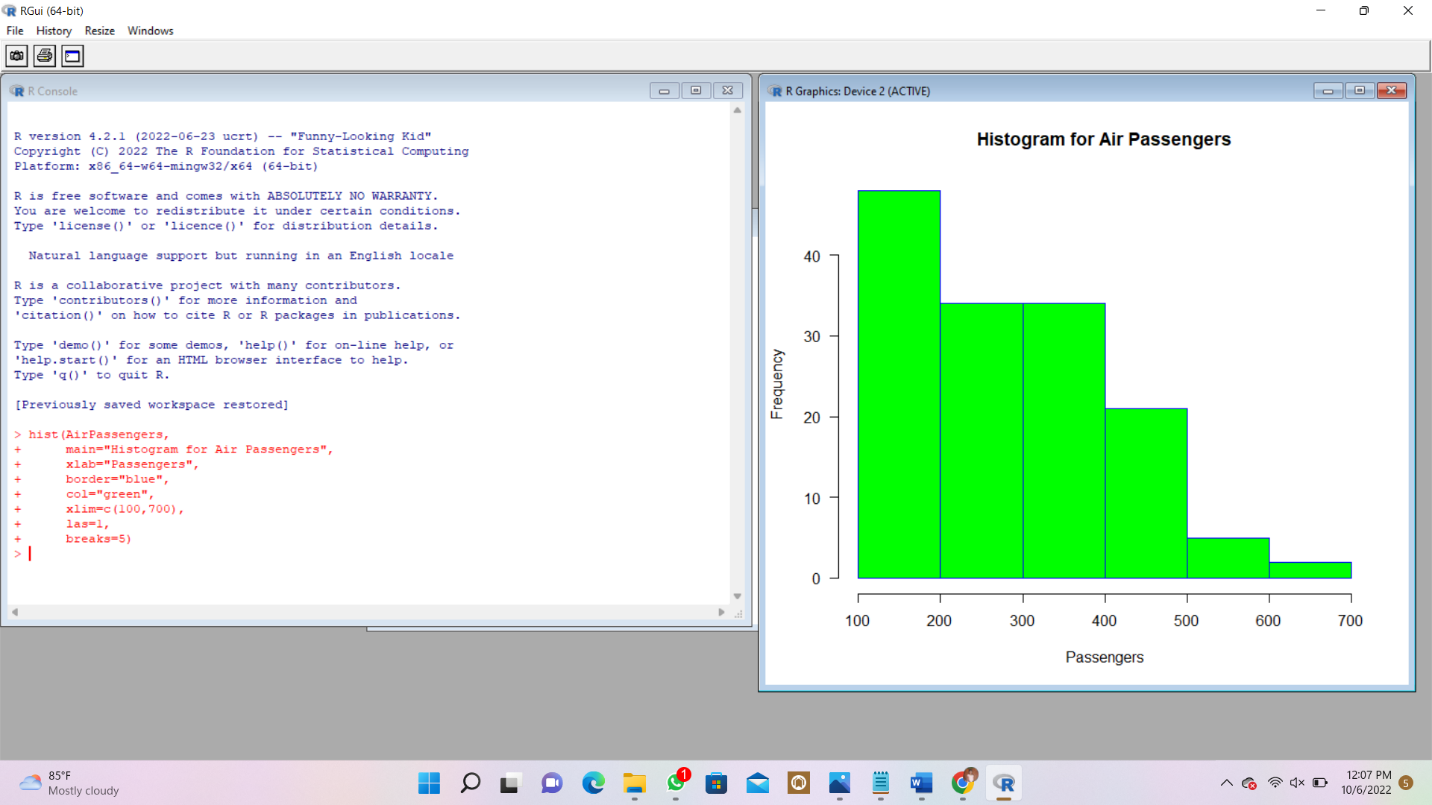 RGui (64-bit)
File History Resize Windows
R Console
R version 4.2.1 (2022-06-23 ucrt) -- "Funny-Looking Kid"
Copyright (C) 2022 The R Foundation for Statistical Computing
Platform: x86_64-w64-mingw32/x64 (64-bit)
R is free software and comes with ABSOLUTELY NO WARRANTY.
You are welcome to redistribute it under certain conditions.
Type 'license()' or 'licence()' for distribution details.
Natural language support but running in an English locale
R is a collaborative project with many contributors.
Type 'contributors()' for more information and
'citation()' on how to cite R or R packages in publications.
Type 'demo()' for some demos, 'help()' for on-line help, or
'help.start()' for an HTML browser interface to help.
Type 'q()' to quit R.
[Previously saved workspace restored]
> hist(AirPassengers,
+      main="Histogram for Air Passengers",
+      xlab="Passengers",
+      border="blue",
+      col="green",
+      xlim=c(100,700),
+      las=1,
+      breaks=5)
>
R Graphics: Device 2 (ACTIVE)
Histogram for Air Passengers
Frequency
40
30
20
10
0
100 200 300 400 500 600 700
Passengers
85°F
Mostly cloudy
1
12:07 PM
10/6/2022
5